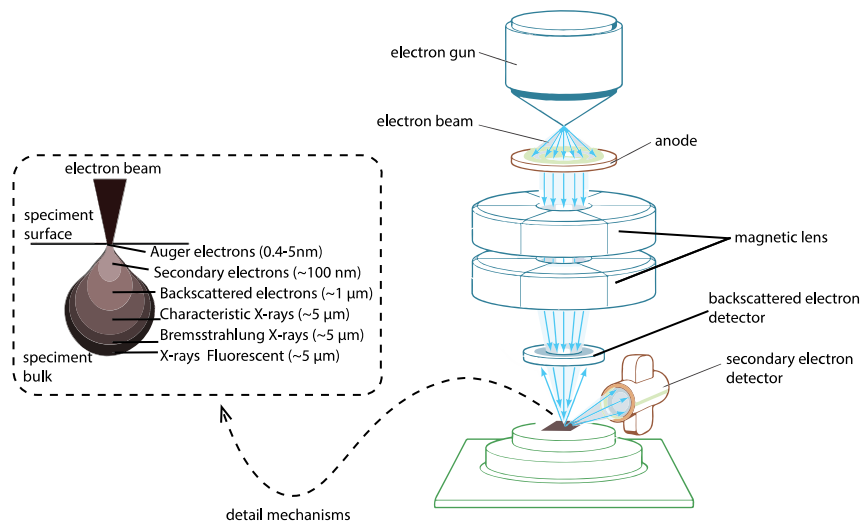 electron gun
electron beam
anode
magnetic lens
backscattered electron
detector
secondary electron
detector
electron beam
speciment
surface
Auger electrons (0.4-5nm)
Secondary electrons (~100 nm)
Backscattered electrons (~1 µm)
Characteristic X-rays (~5 µm)
Bremsstrahlung X-rays (~5 µm)
X-rays Fluorescent (~5 µm)
speciment
bulk
detail mechanisms